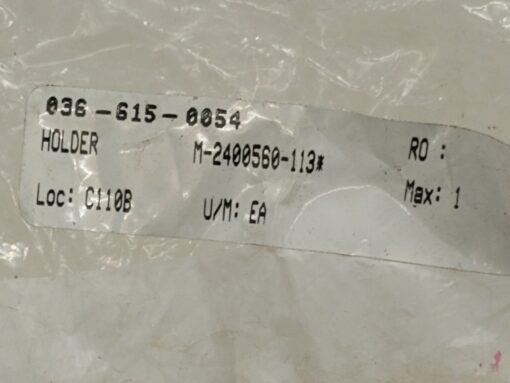 036-615-0054
HOLDER M-2400560-113* RO :
Loc: C110B U/M: EA Max: 1